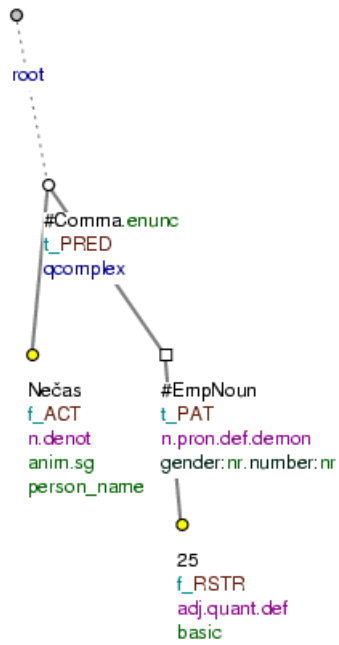 root
#Comma.enunc
t_PRED
qcomplex
Nečas
f_ACT
n.denot
anim.sg
person_name
#EmpNoun
t_PAT
n.pron.def.demon
gender:nr.number:nr
25
f_RSTR
adj.quant.def
basic